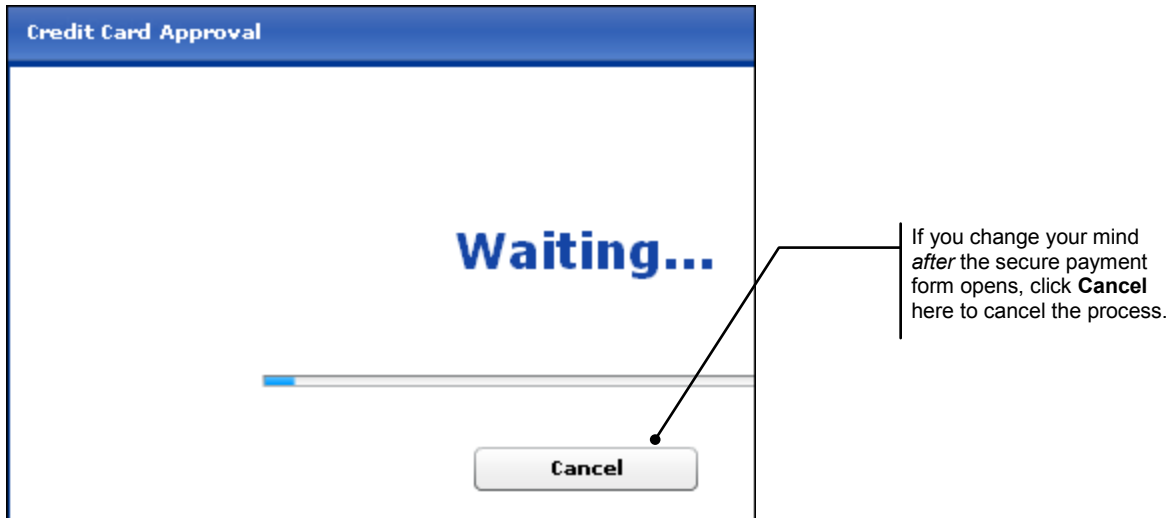 Credit Card Approval
Waiting...
If you change your mind
after the secure payment
form opens, click Cancel
here to cancel the process.
Cancel